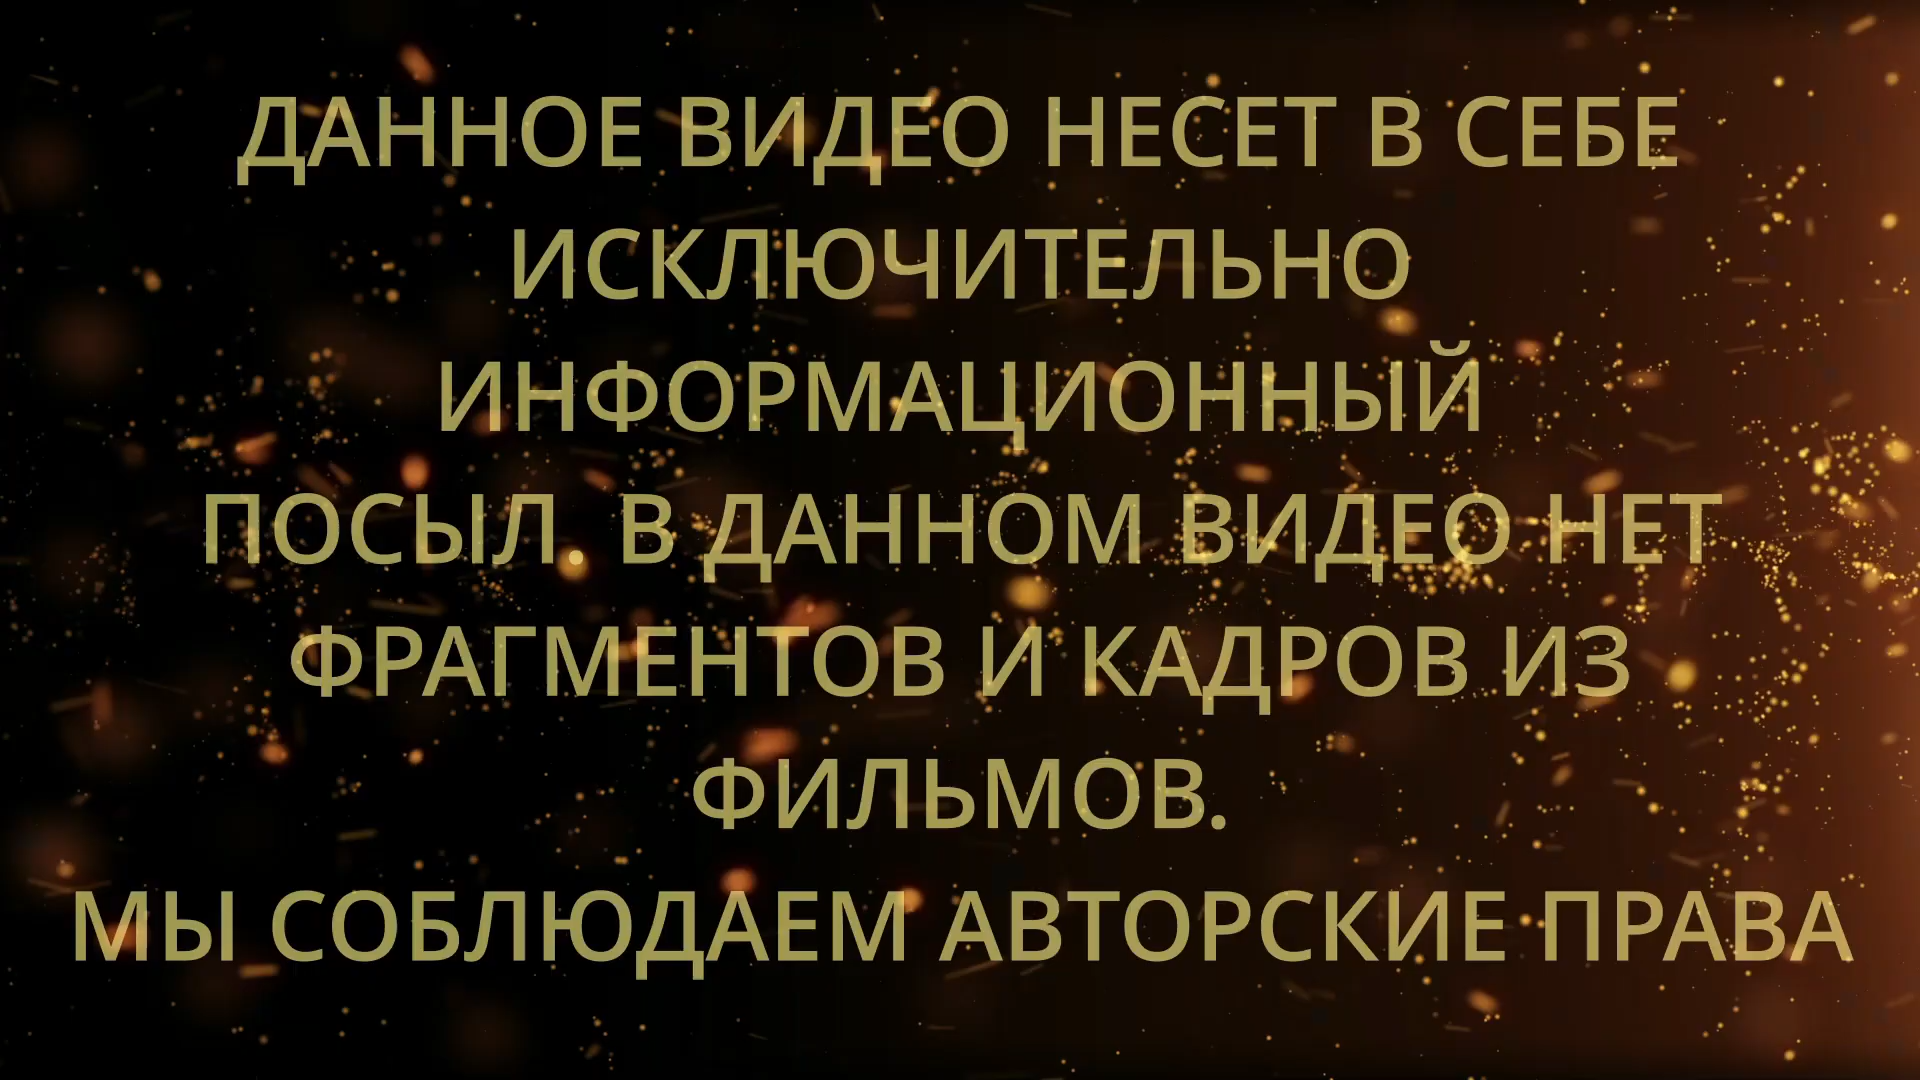 ДАННОЕ ВИДЕО НЕСЕТ В СЕБЕ
ИСКЛЮЧИТЕЛЬНО
ИНФОРМАЦИОННЫЙ
ПОСЫЛ. В ДАННОМ ВИДЕО НЕТ
ФРАГМЕНТОВ И КАДРОВ ИЗ
ФИЛЬМОВ.
МЫ СОБЛЮДАЕМ АВТОРСКИЕ ПРАВА